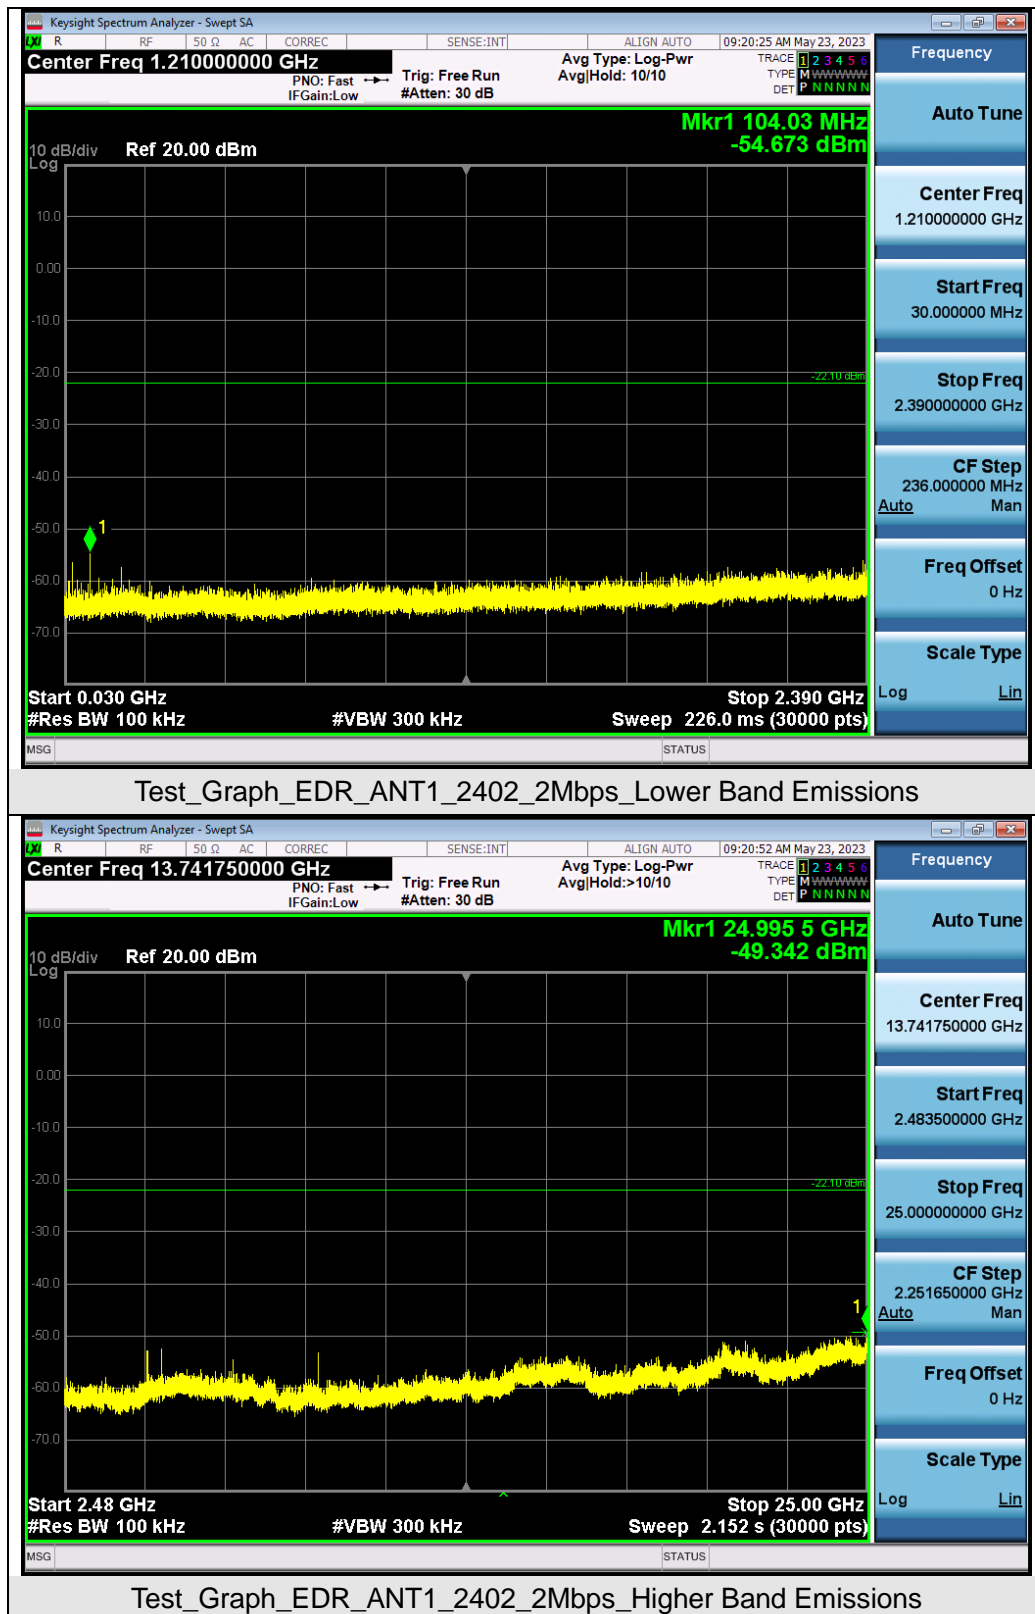 Keysight Spectrum Analyzer - Swept SA
LXI R RF 50 Ω AC CORREC SENSE:INT ALIGN AUTO 09:20:25 AM May 23, 2023
Center Freq 1.210000000 GHz
PNO: Fast
IFGain:Low
Trig: Free Run
#Atten: 30 dB
Avg Type: Log-Pwr
Avg|Hold: 10/10
TRACE 1 2 3 4 5 6
TYPE M WWWWW
DET P N N N N N
Mkr1 104.03 MHz
-54.673 dBm
10 dB/div Ref 20.00 dBm
Log
10.0
0.00
-10.0
-20.0
-22.10 dBm
-30.0
-40.0
-50.0
1
-60.0
-70.0
Start 0.030 GHz Stop 2.390 GHz
#Res BW 100 kHz #VBW 300 kHz Sweep 226.0 ms (30000 pts)
MSG STATUS
Frequency
Auto Tune
Center Freq
1.210000000 GHz
Start Freq
30.000000 MHz
Stop Freq
2.390000000 GHz
CF Step
236.000000 MHz
Auto Man
Freq Offset
0 Hz
Scale Type
Log Lin
Test_Graph_EDR_ANT1_2402_2Mbps_Lower Band Emissions
Keysight Spectrum Analyzer - Swept SA
LXI R RF 50 Ω AC CORREC SENSE:INT ALIGN AUTO 09:20:52 AM May 23, 2023
Center Freq 13.741750000 GHz
PNO: Fast
IFGain:Low
Trig: Free Run
#Atten: 30 dB
Avg Type: Log-Pwr
Avg|Hold:>10/10
TRACE 1 2 3 4 5 6
TYPE M WWWWW
DET P N N N N N
Mkr1 24.995 5 GHz
-49.342 dBm
10 dB/div Ref 20.00 dBm
Log
10.0
0.00
-10.0
-20.0
-22.10 dBm
-30.0
-40.0
1
-50.0
-60.0
-70.0
Start 2.48 GHz Stop 25.00 GHz
#Res BW 100 kHz #VBW 300 kHz Sweep 2.152 s (30000 pts)
MSG STATUS
Frequency
Auto Tune
Center Freq
13.741750000 GHz
Start Freq
2.483500000 GHz
Stop Freq
25.000000000 GHz
CF Step
2.251650000 GHz
Auto Man
Freq Offset
0 Hz
Scale Type
Log Lin
Test_Graph_EDR_ANT1_2402_2Mbps_Higher Band Emissions